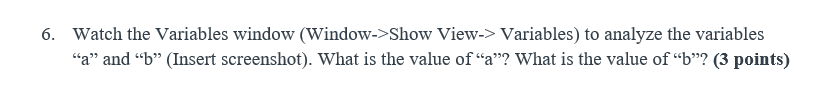 6. Watch the Variables window (Window->Show View-> Variables) to analyze the variables
“a” and “b” (Insert screenshot). What is the value of “a”? What is the value of “b”? (3 points)